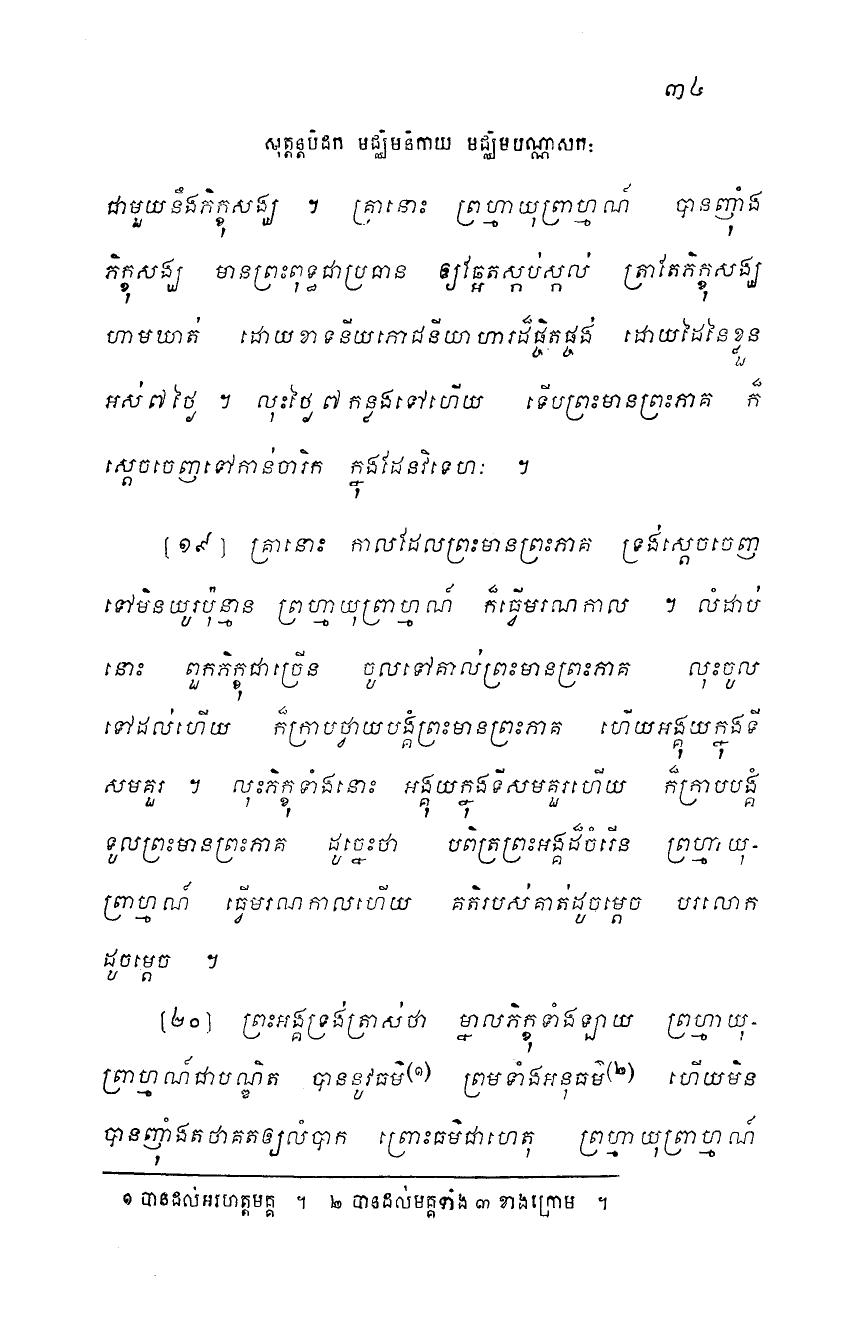 ៣៤
សុត្តន្តបិដក មជ្ឈិមនិកាយ មជ្ឈិមបណ្ណាសកៈ
ជាមួយនឹងភិក្ខុសង្ឃ ។ គ្រានោះ ព្រហ្មាយុព្រាហ្មណ៍ បានញ៉ាំង
ភិក្ខុសង្ឃ មានព្រះពុទ្ធជាប្រធាន ឲ្យឆ្អែតស្កប់ស្កល់ ត្រាតែភិក្ខុសង្ឃ
ហាមឃាត់ ដោយខាទនីយភោជនីយាហារដ៏ផ្ចិតផ្ចង់ ដោយដៃនៃខ្លួន
អស់៧ថ្ងៃ ។ លុះថ្ងៃ ៧ កន្លងទៅហើយ ទើបព្រះមានព្រះភាគ ក៏
ស្តេចចេញទៅកាន់ចារិក ក្នុងដែនវិទេហៈ ។
[១៩] គ្រានោះ កាលដែលព្រះមានព្រះភាគ ទ្រង់ស្តេចចេញ
ទៅមិនយូរប៉ុន្មាន ព្រហ្មាយុព្រាហ្មណ៍ ក៏ធ្វើមរណកាល ។ លំដាប់
នោះ ពួកភិក្ខុជាច្រើន ចូលទៅគាល់ព្រះមានព្រះភាគ លុះចូល
ទៅដល់ហើយ ក៏ក្រាបថ្វាយបង្គំព្រះមានព្រះភាគ ហើយអង្គុយក្នុងទី
សមគួរ ។ លុះភិក្ខុទាំងនោះ អង្គុយក្នុងទីសមគួរហើយ ក៏ក្រាបបង្គំ
ទូលព្រះមានព្រះភាគ ដូច្នេះថា បពិត្រព្រះអង្គដ៏ចំរើន ព្រហ្មាយុ-
ព្រាហ្មណ៍ ធ្វើមរណកាលហើយ គតិរបស់គាត់ដូចម្តេច បរលោក
ដូចម្តេច ។
[២០] ព្រះអង្គទ្រង់ត្រាស់ថា ម្នាលភិក្ខុទាំងឡាយ ព្រហ្មាយុ-
ព្រាហ្មណ៍ជាបណ្ឌិត បាននូវធម៌(១) ព្រមទាំងអនុធម៌(២) ហើយមិន
បានញ៉ាំងតថាគតឲ្យលំបាក ព្រោះធម៌ជាហេតុ ព្រហ្មាយុព្រាហ្មណ៍
១ បានដល់អរហត្តមគ្គ ។ ២ បានដល់មគ្គទាំង ៣ ខាងក្រោម ។